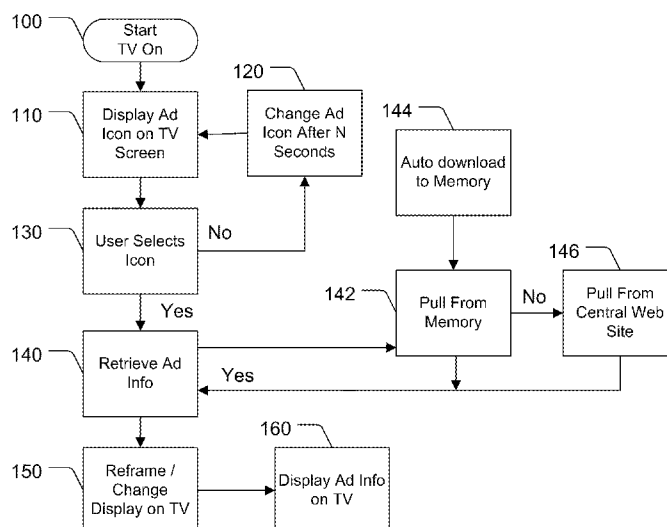 100
Start
TV On
110
Display Ad
Icon on TV
Screen
120
Change Ad
Icon After N
Seconds
130
User Selects
Icon
No
Yes
144
Auto download
to Memory
142
Pull From
Memory
No
146
Pull From
Central Web
Site
140
Retrieve Ad
Info
Yes
150
Reframe /
Change
Display on TV
160
Display Ad Info
on TV